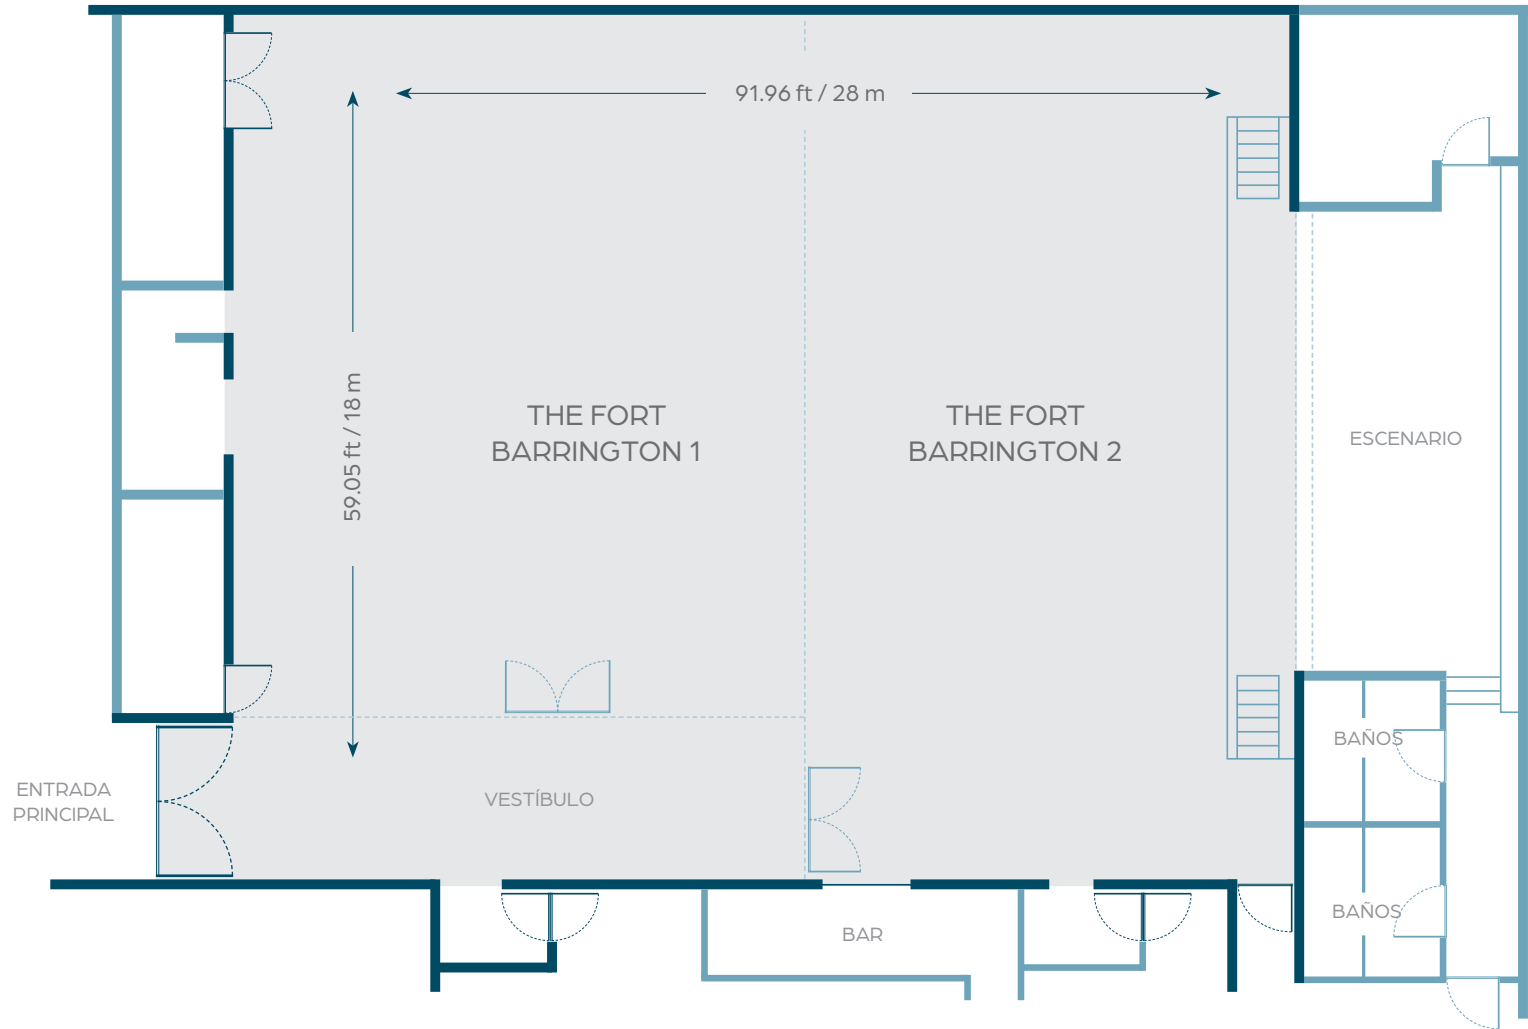 91.96 ft / 28 m
59.05 ft / 18 m
THE FORT
BARRINGTON 1
THE FORT
BARRINGTON 2
ESCENARIO
BAÑOS
ENTRADA
PRINCIPAL
VESTÍBULO
BAÑOS
BAR